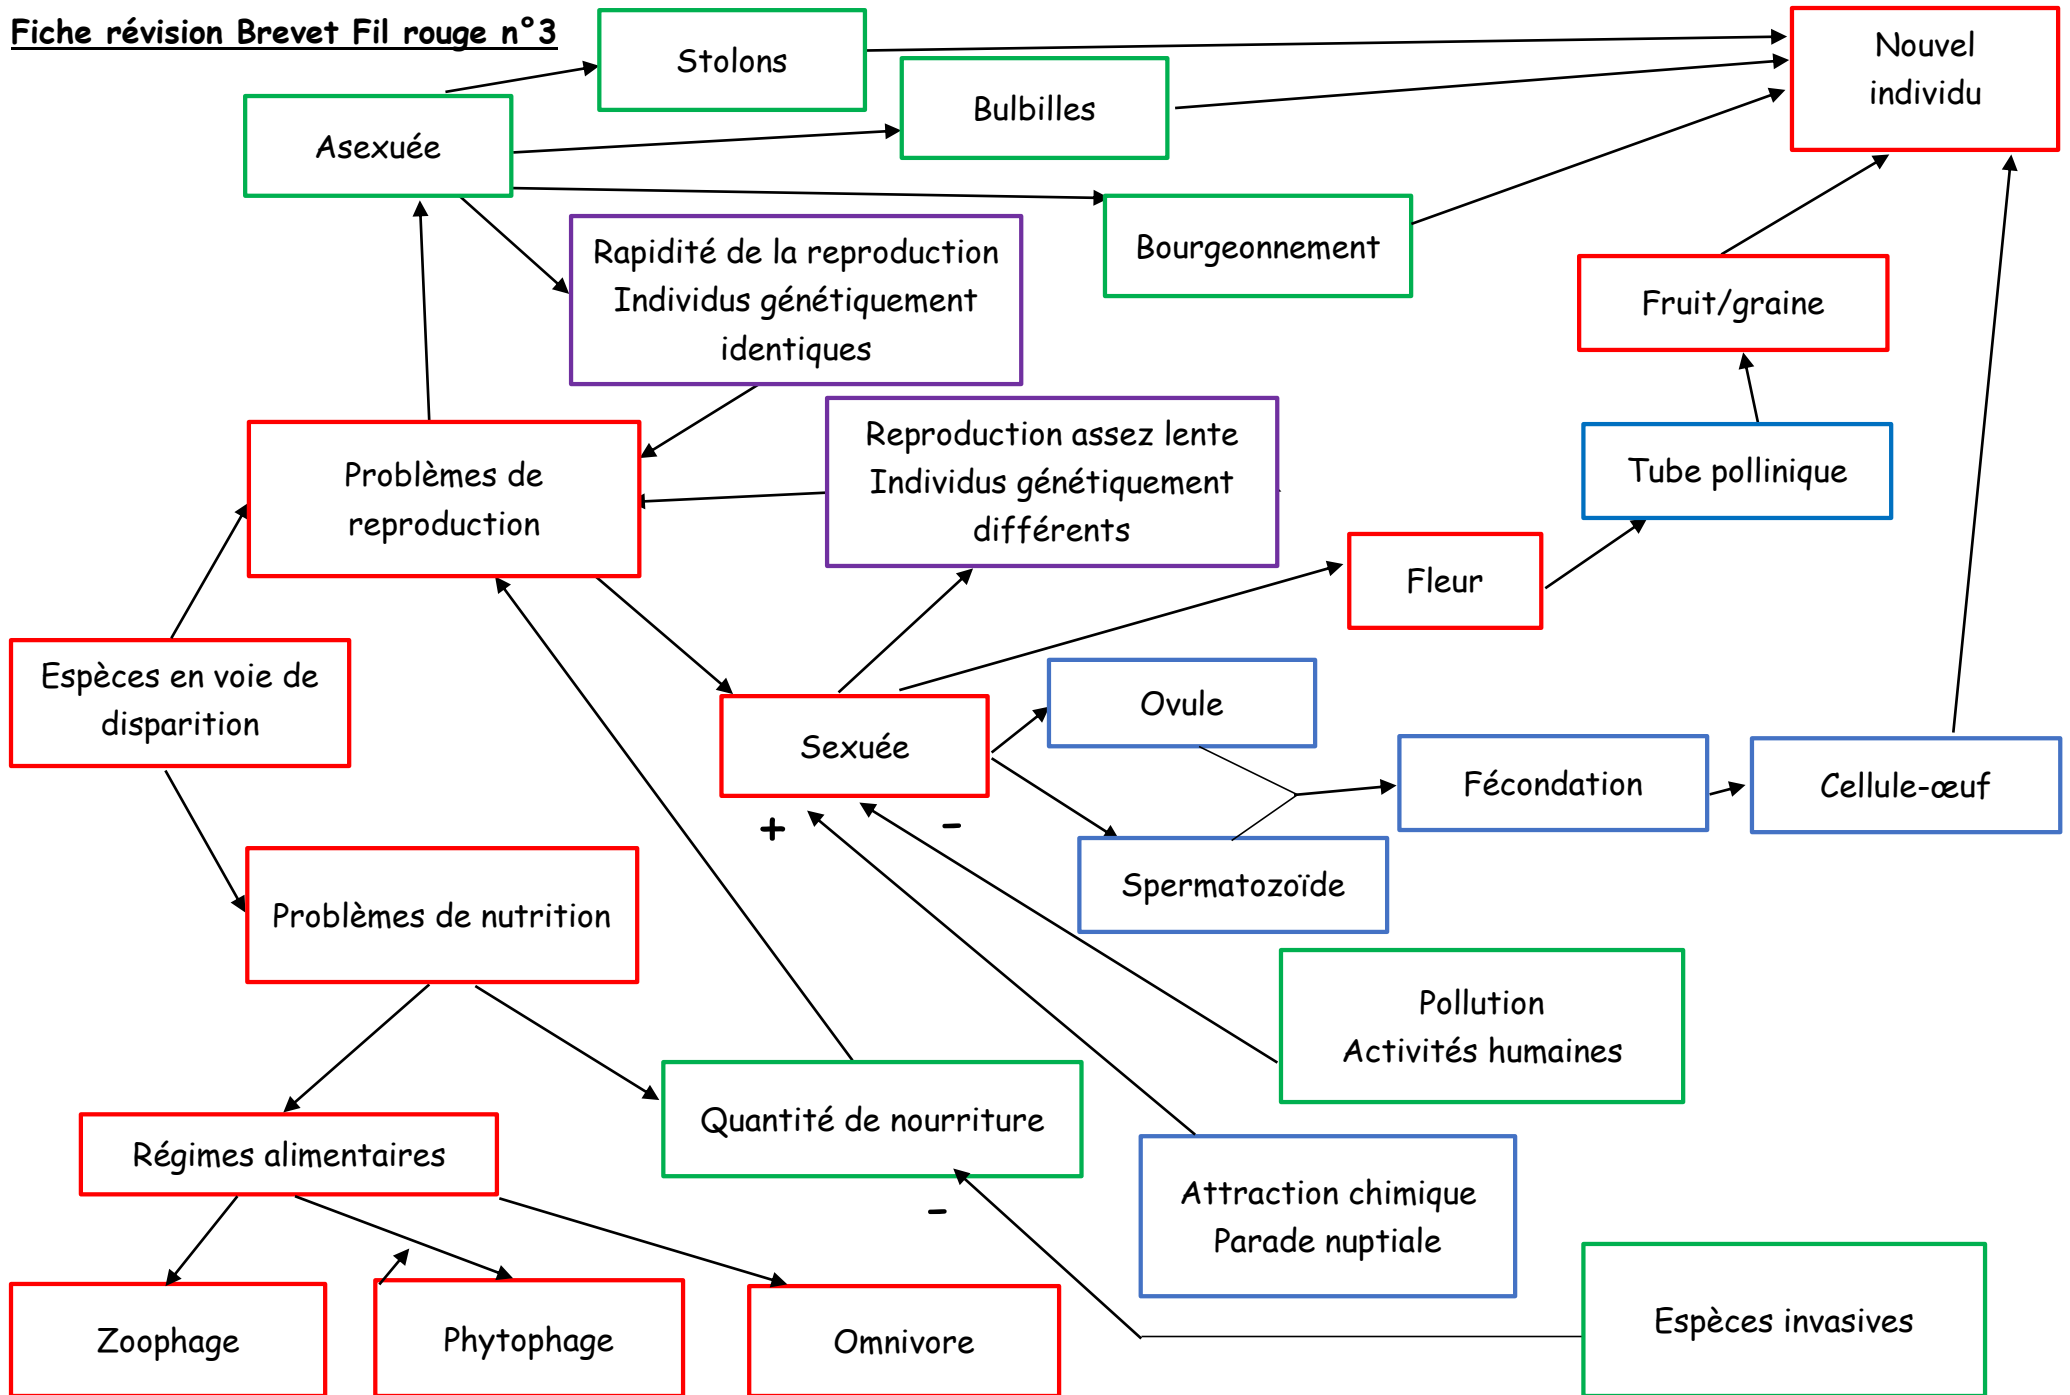 Fiche révision Brevet Fil rouge n°3
Stolons
Nouvel
individu
Bulbilles
Asexuée
Bourgeonnement
Rapidité de la reproduction
Individus génétiquement
identiques
Fruit/graine
Reproduction assez lente
Individus génétiquement
différents
Problèmes de
reproduction
Tube pollinique
Fleur
Espèces en voie de
disparition
Ovule
Sexuée
Fécondation
Cellule-œuf
+
-
Spermatozoïde
Problèmes de nutrition
Pollution
Activités humaines
Quantité de nourriture
Régimes alimentaires
Attraction chimique
Parade nuptiale
-
Espèces invasives
Zoophage
Phytophage
Omnivore